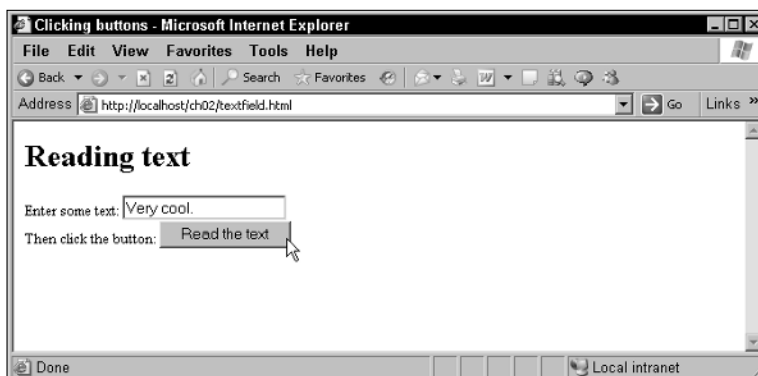 Clicking buttons - Microsoft Internet Explorer
File Edit View Favorites Tools Help
Back Search Favorites
Address http://localhost/ch02/textfield.html Go Links »
Reading text
Enter some text: Very cool.
Then click the button: Read the text
Done Local intranet